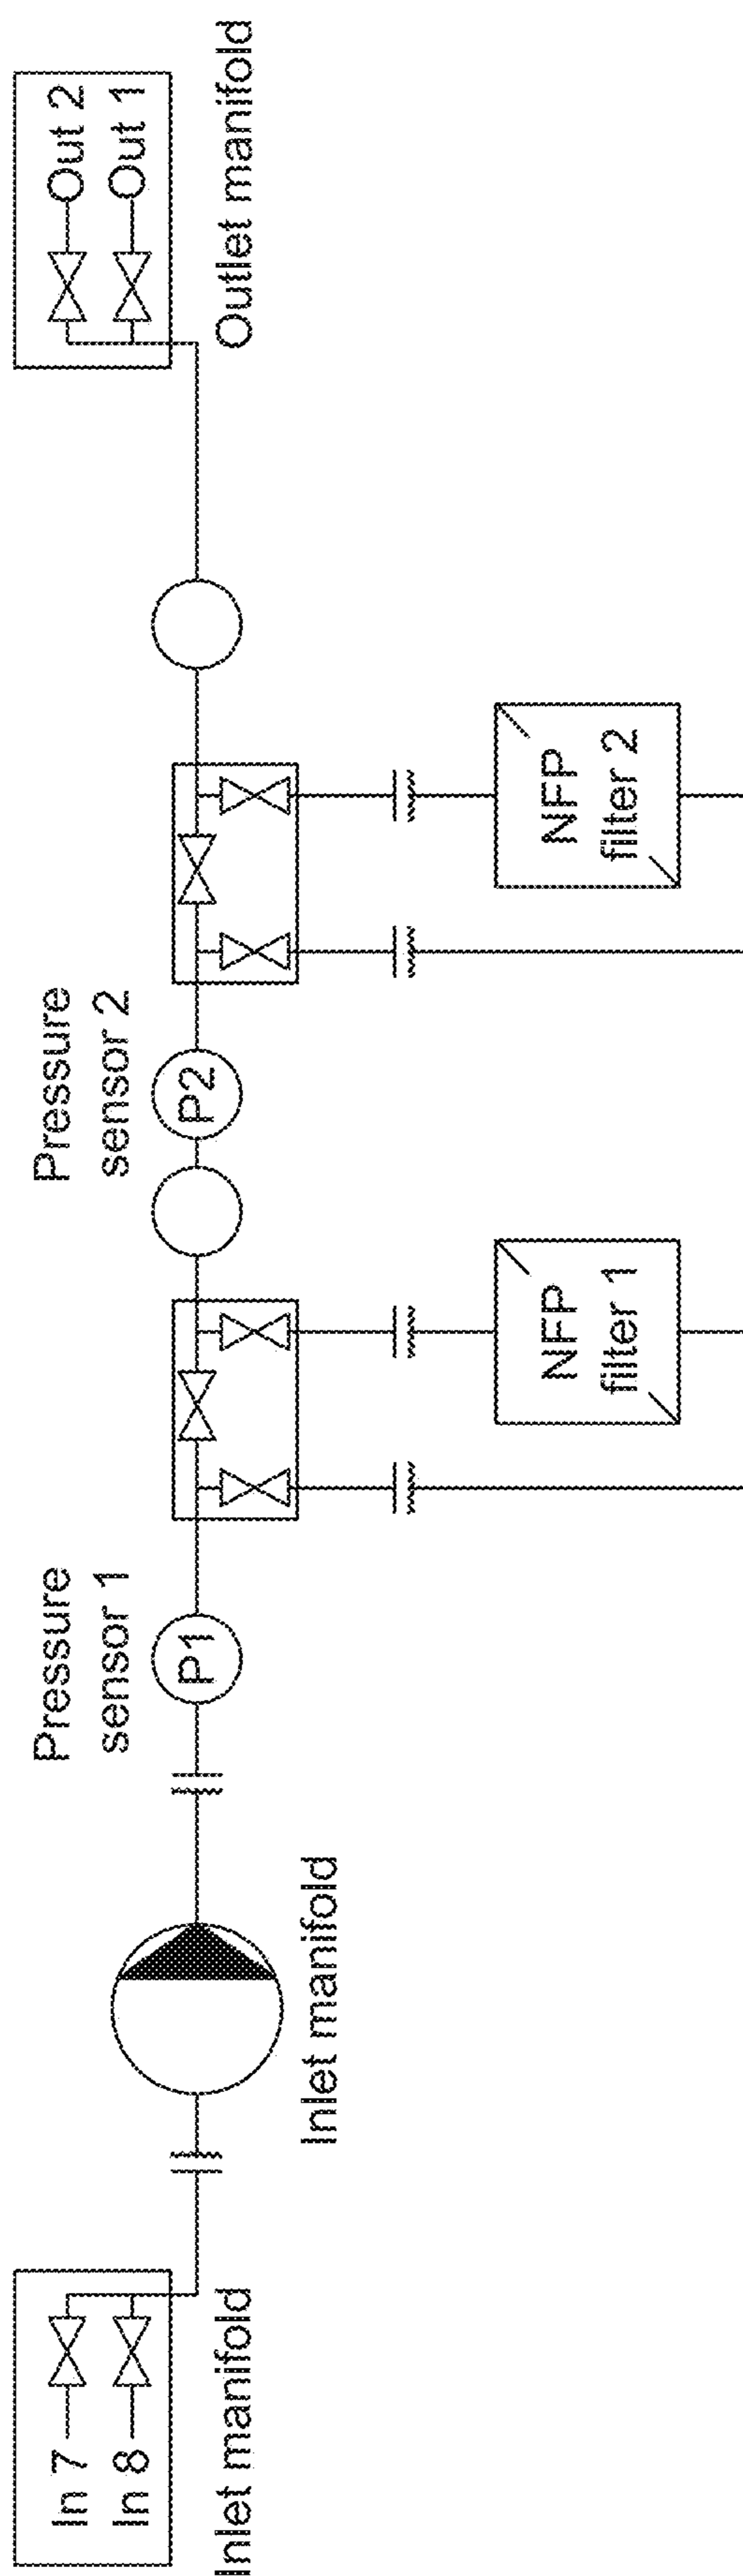 In 7
In 8
Inlet manifold
Inlet manifold
Pressure
sensor 1
P1
NFP
filter 1
Pressure
sensor 2
P2
NFP
filter 2
Out 2
Out 1
Outlet manifold